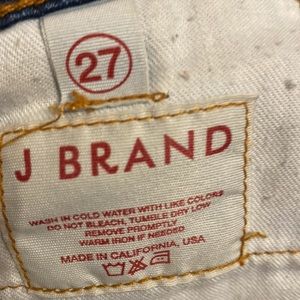 27
J BRAND
WASH IN COLD WATER WITH LIKE COLORS
DO NOT BLEACH, TUMBLE DRY LOW
REMOVE PROMPTLY
WARM IRON IF NEEDED
MADE IN CALIFORNIA, USA